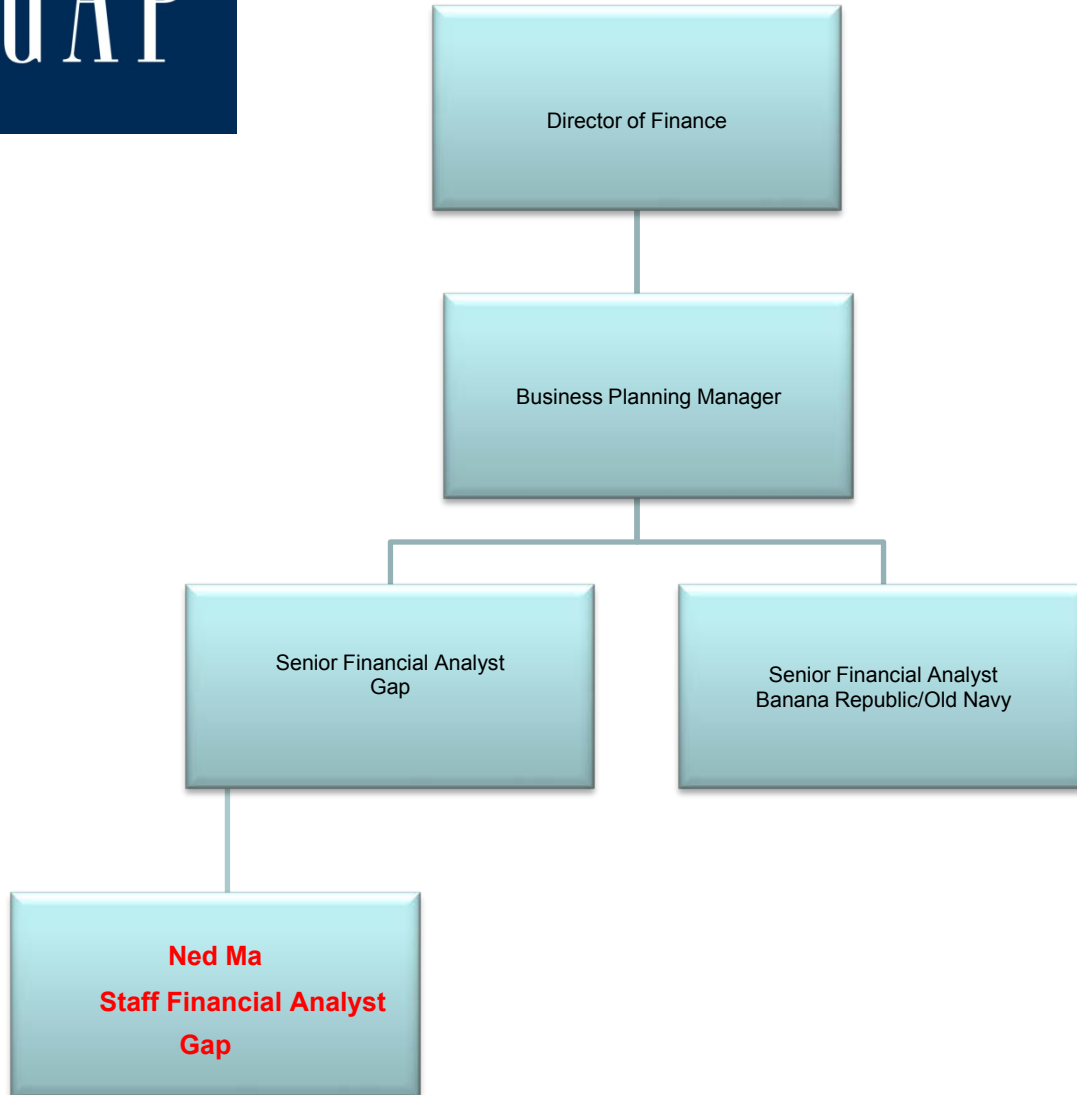 GAP
Director of Finance
Business Planning Manager
Senior Financial Analyst
Gap
Senior Financial Analyst
Banana Republic/Old Navy
Ned Ma
Staff Financial Analyst
Gap